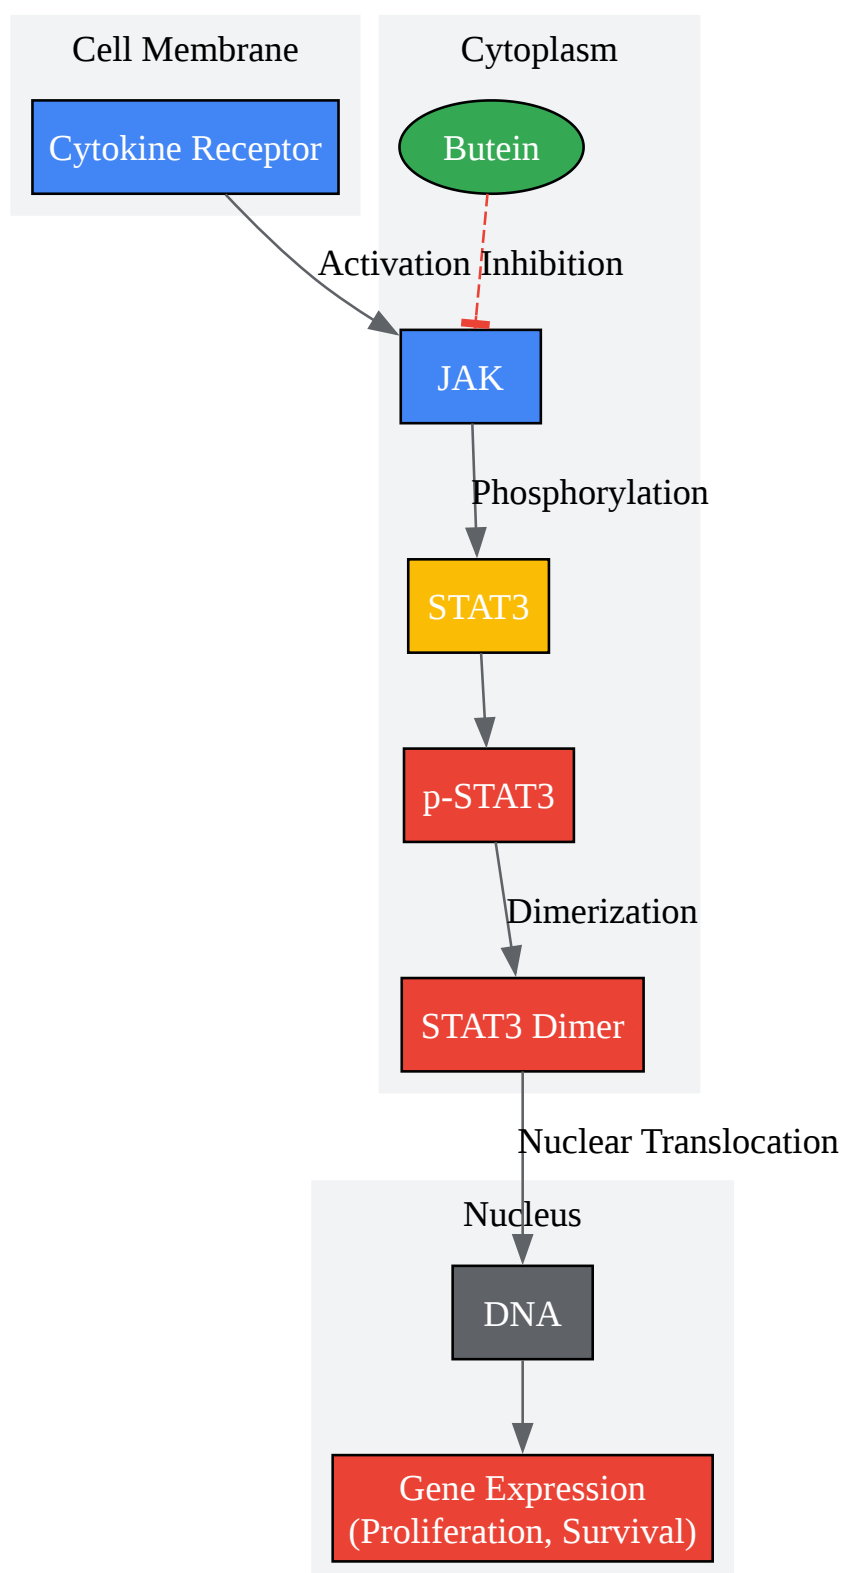 Cell Membrane
Cytoplasm
Cytokine Receptor
Butein
Activation
Inhibition
JAK
Phosphorylation
STAT3
p-STAT3
Dimerization
STAT3 Dimer
Nuclear Translocation
Nucleus
DNA
Gene Expression
(Proliferation, Survival)